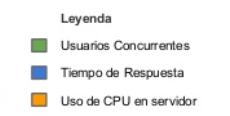 Leyenda
Usuarios Concurrentes
Tiempo de Respuesta
Uso de CPU en servidor